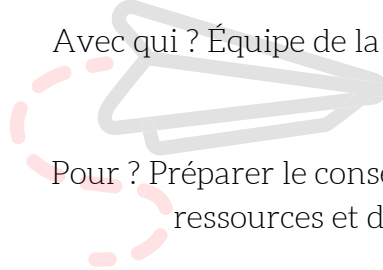 Avec qui ? Équipe de la
Pour ? Préparer le conse
ressources et d